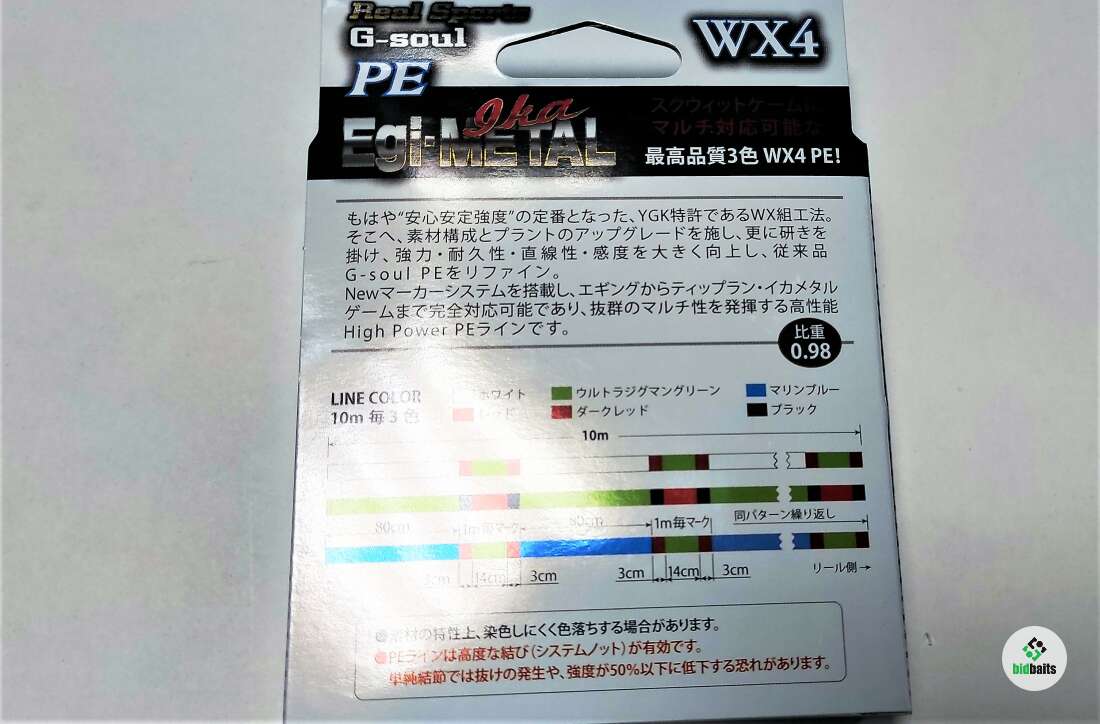 Real Sports
G-soul
WX4
PE
Ika
Egi-METAL
スクウィットゲーム
マルチ対応可能な
最高品質3色 WX4 PE!
もはや“安心安定強度”の定番となった、YGK特許であるWX組工法。
そこへ、素材構成とプラントのアップグレードを施し、更に研きを
掛け、強力・耐久性・直線性・感度を大きく向上し、従来品
G-soul PEをリファイン。
Newマーカーシステムを搭載し、エギングからティップラン・イカメタル
ゲームまで完全対応可能であり、抜群のマルチ性を発揮する高性能
High Power PEラインです。
比重
0.98
LINE COLOR
10m 毎 3 色
ホワイト
ウルトラジグマングリーン
マリンブルー
レッド
ダークレッド
ブラック
10m
80cm
1m毎マーク
80cm
1m毎マーク
同パターン繰り返し
3cm
14cm
3cm
3cm
14cm
3cm
リール側→
●素材の特性上、染色しにくく色落ちする場合があります。
●PEラインは高度な結び(システムノット)が有効です。
単純結節では抜けの発生や、強度が50%以下に低下する恐れがあります。
bidbaits